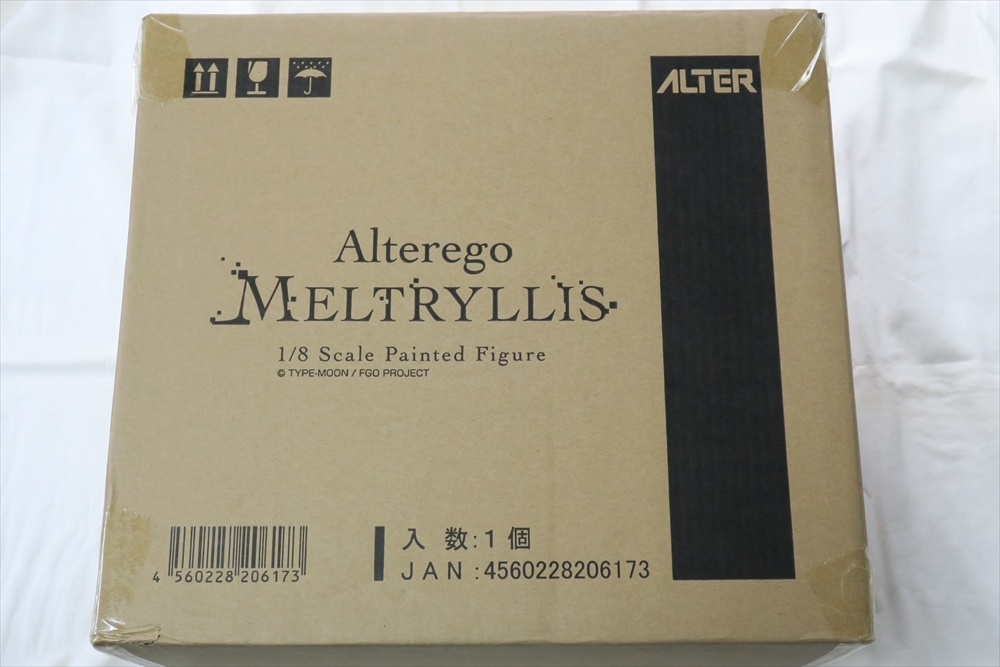 ALTER
Alterego
MELTRYLLIS
1/8 Scale Painted Figure
© TYPE-MOON / FGO PROJECT
4 560228 206173
入数:1個
JAN:4560228206173